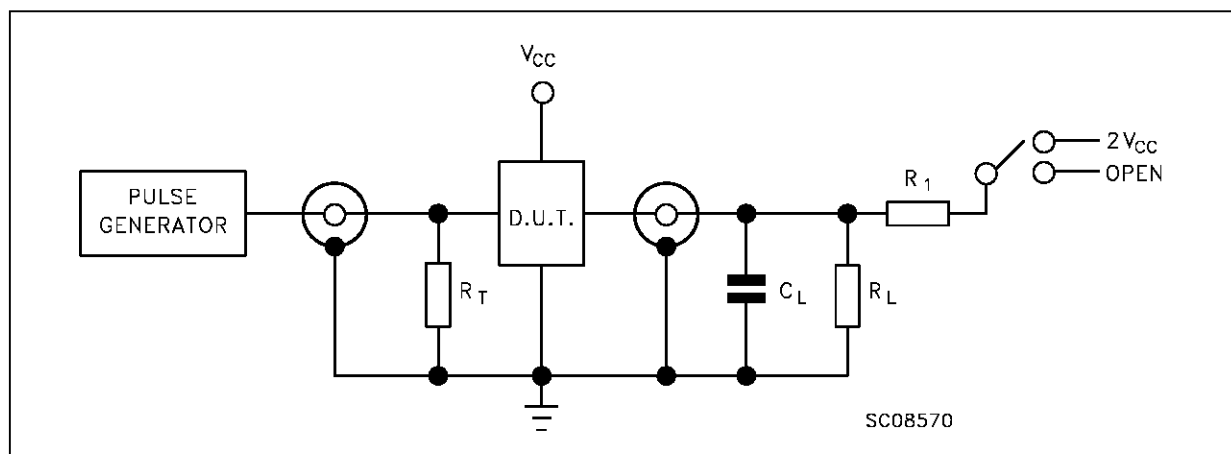 VCC
2VCC
OPEN
R1
PULSE
GENERATOR
D.U.T.
RT
CL
RL
SC08570